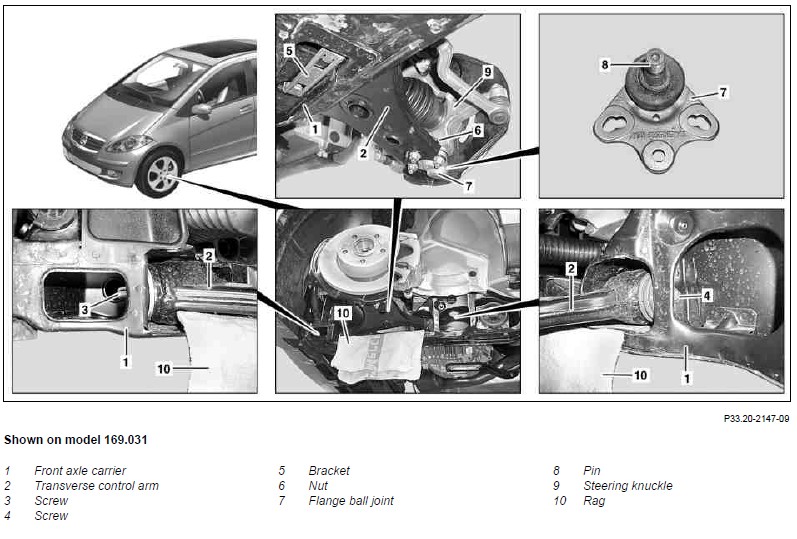 5
9
1
2
6
7
8
7
2
3
1
10
10
2
4
1
10
P33.20-2147-09
Shown on model 169.031
1 Front axle carrier
2 Transverse control arm
3 Screw
4 Screw
5 Bracket
6 Nut
7 Flange ball joint
8 Pin
9 Steering knuckle
10 Rag